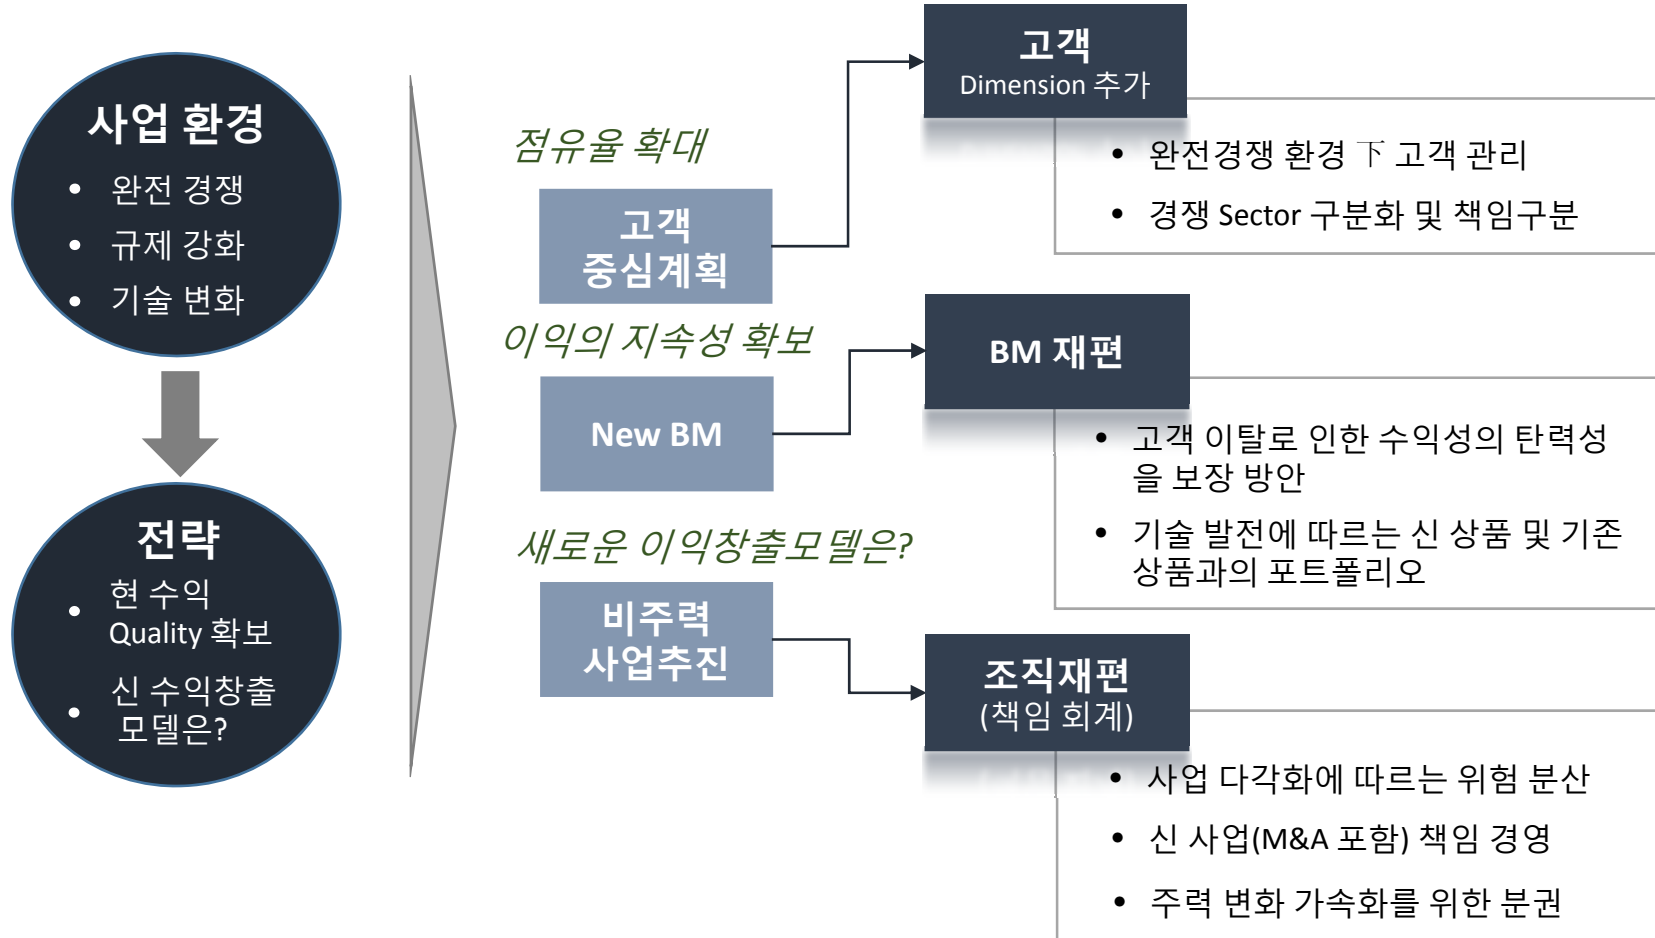 사업 환경
• 완전 경쟁
• 규제 강화
• 기술 변화
전략
• 현 수익
Quality 확보
• 신 수익창출
모델은?
점유율 확대
고객
중심계획
이익의 지속성 확보
New BM
새로운 이익창출모델은?
비주력
사업추진
고객
Dimension 추가
• 완전경쟁 환경 下 고객 관리
• 경쟁 Sector 구분화 및 책임구분
BM 재편
• 고객 이탈로 인한 수익성의 탄력성
을 보장 방안
• 기술 발전에 따르는 신 상품 및 기존
상품과의 포트폴리오
조직재편
(책임 회계)
• 사업 다각화에 따르는 위험 분산
• 신 사업(M&A 포함) 책임 경영
• 주력 변화 가속화를 위한 분권